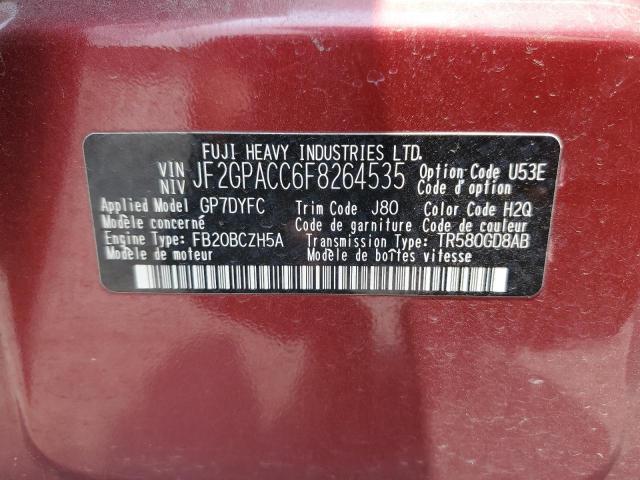 FUJI HEAVY INDUSTRIES LTD.
VIN NIV JF2GPACC6F8264535 Option Code U53E
Code d'option
Applied Model GP7DYFC Trim Code J80 Color Code H2Q
Modèle concerné Code de garniture Code de couleur
Engine Type: FB20BCZH5A Transmission Type: TR580GD8AB
Modèle de moteur Modèle de boîtes vitesse